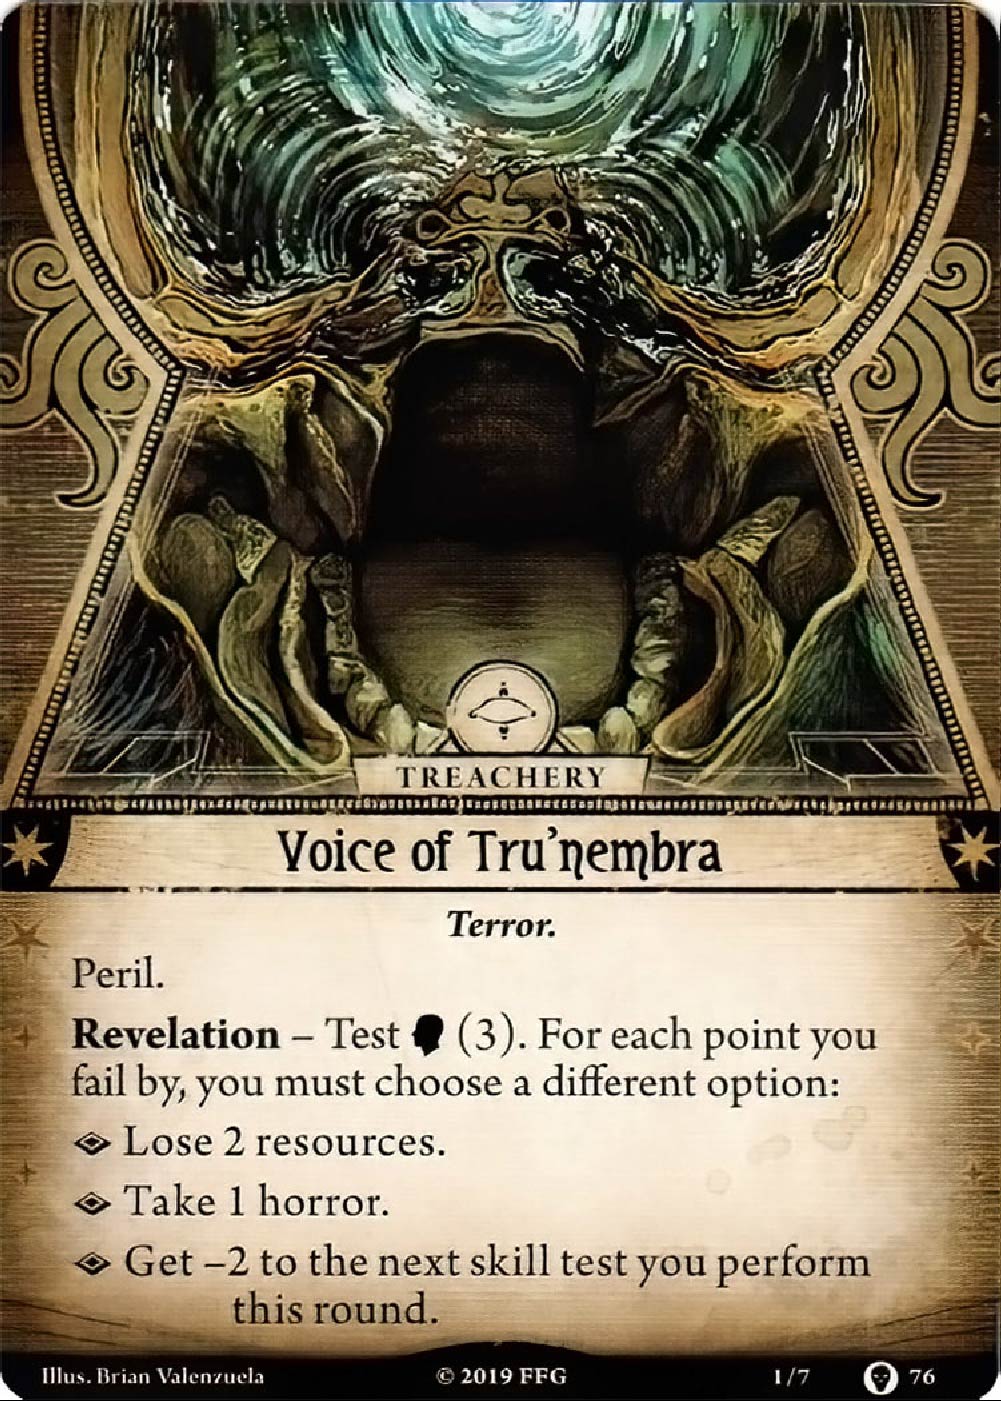 TREACHERY
Voice of Tru'nembra
Terror.
Peril.
Revelation – Test (3). For each point you
fail by, you must choose a different option:
Lose 2 resources.
Take 1 horror.
Get –2 to the next skill test you perform
this round.
Illus. Brian Valenzuela © 2019 FFG 1/7 76